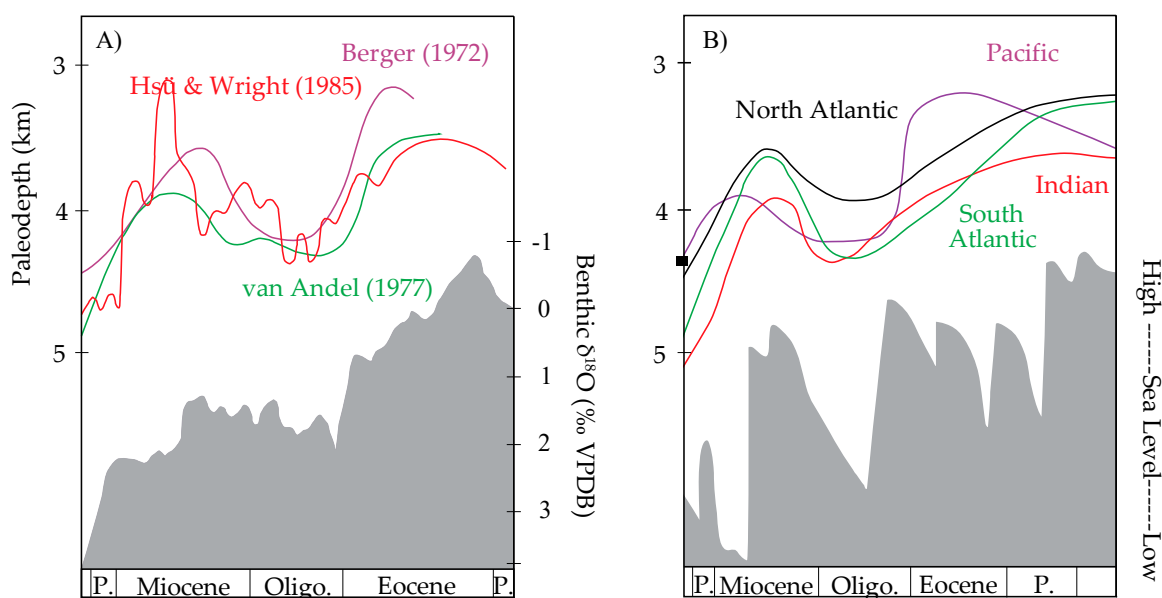 A)
Berger (1972)
Hsü & Wright (1985)
van Andel (1977)
Paleodepth (km)
3
4
5
Benthic δ18O (‰ VPDB)
-1
0
1
2
3
P.
Miocene
Oligo.
Eocene
P.
B)
Pacific
North Atlantic
Indian
South
Atlantic
3
4
5
High -------Sea Level-------Low
P.
Miocene
Oligo.
Eocene
P.